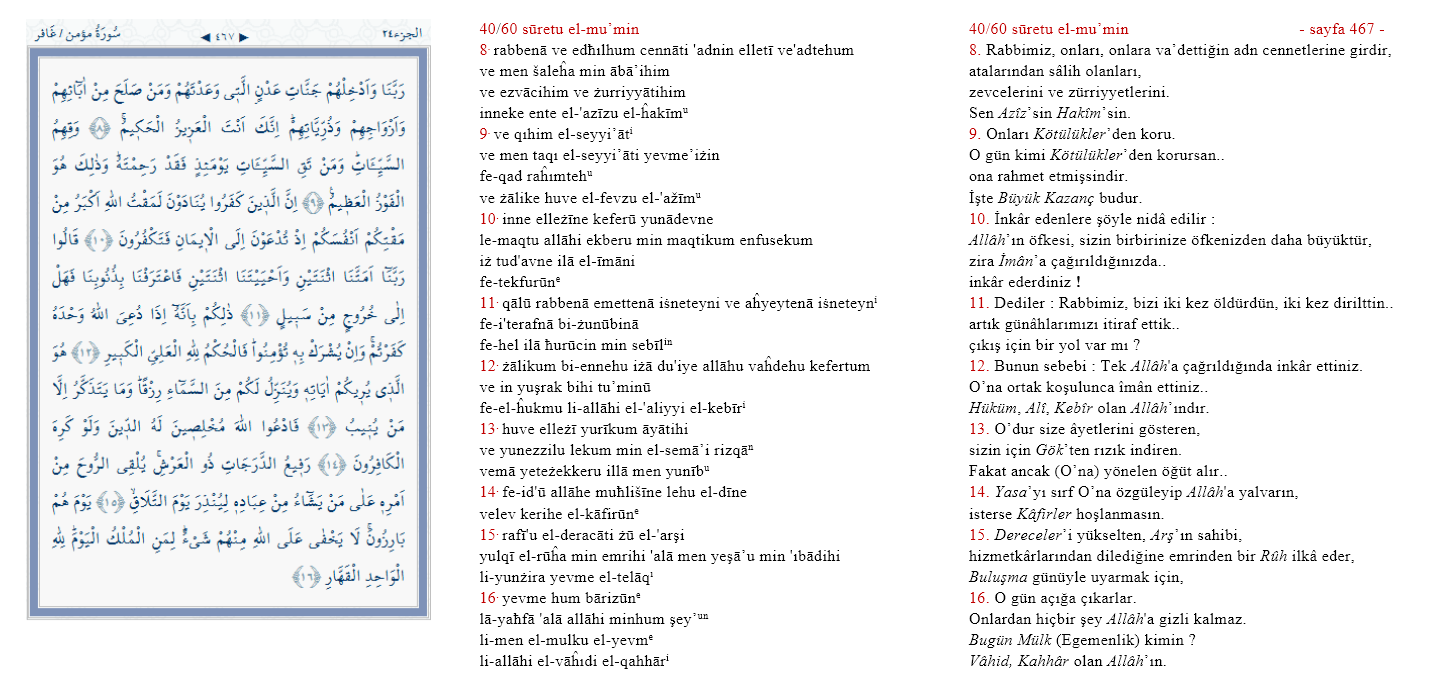 الجزء٢٤
◀ ٤٦٧ ▶
سُورَةُ مؤمن / غَافر
رَبَّنَا وَاَدْخِلْهُمْ جَنَّاتِ عَدْنٍ الَّتٖى وَعَدْتَهُمْ وَمَنْ صَلَحَ مِنْ اٰبَٓائِهِمْ
وَاَزْوَاجِهِمْ وَذُرِّيَّاتِهِمْۜ اِنَّكَ اَنْتَ الْعَزٖيزُ الْحَكٖيمُۙ ﴿٨﴾ وَقِهِمُ
السَّيِّـَٔاتِۜ وَمَنْ تَقِ السَّيِّـَٔاتِ يَوْمَئِذٍ فَقَدْ رَحِمْتَهُۜ وَذٰلِكَ هُوَ
الْفَوْزُ الْعَظٖيمُ۟ ﴿٩﴾ اِنَّ الَّذٖينَ كَفَرُوا يُنَادَوْنَ لَمَقْتُ اللّٰهِ اَكْبَرُ مِنْ
مَقْتِكُمْ اَنْفُسَكُمْ اِذْ تُدْعَوْنَ اِلَى الْاٖيمَانِ فَتَكْفُرُونَ ﴿١٠﴾ قَالُوا
رَبَّنَٓا اَمَتَّنَا اثْنَتَيْنِ وَاَحْيَيْتَنَا اثْنَتَيْنِ فَاعْتَرَفْنَا بِذُنُوبِنَا فَهَلْ
اِلٰى خُرُوجٍ مِنْ سَبٖيلٍ ﴿١١﴾ ذٰلِكُمْ بِاَنَّهُٓ اِذَا دُعِىَ اللّٰهُ وَحْدَهُ
كَفَرْتُمْۚ وَاِنْ يُشْرَكْ بِهٖ تُؤْمِنُواۜ فَالْحُكْمُ لِلّٰهِ الْعَلِىِّ الْكَبٖيرِ ﴿١٢﴾ هُوَ
الَّذٖى يُرٖيكُمْ اٰيَاتِهٖ وَيُنَزِّلُ لَكُمْ مِنَ السَّمَٓاءِ رِزْقًاۜ وَمَا يَتَذَكَّرُ اِلَّا
مَنْ يُنٖيبُ ﴿١٣﴾ فَادْعُوا اللّٰهَ مُخْلِصٖينَ لَهُ الدّٖينَ وَلَوْ كَرِهَ
الْكَافِرُونَ ﴿١٤﴾ رَفٖيعُ الدَّرَجَاتِ ذُو الْعَرْشِۚ يُلْقِى الرُّوحَ مِنْ
اَمْرِهٖ عَلٰى مَنْ يَشَٓاءُ مِنْ عِبَادِهٖ لِيُنْذِرَ يَوْمَ التَّلَاقِۙ ﴿١٥﴾ يَوْمَ هُمْ
بَارِزُونَۚ لَا يَخْفٰى عَلَى اللّٰهِ مِنْهُمْ شَىْءٌۜ لِمَنِ الْمُلْكُ الْيَوْمَۜ لِلّٰهِ
الْوَاحِدِ الْقَهَّارِ ﴿١٦﴾
40/60 sūretu el-mu’min
8· rabbenā ve edħilhum cennāti 'adnin elletī ve'adtehum
ve men šaleĥa min ābā’ihim
ve ezvācihim ve żurriyyātihim
inneke ente el-'azīzu el-ĥakīmᵘ
9· ve qıhim el-seyyi’ātⁱ
ve men taqı el-seyyi’āti yevme’iżin
fe-qad raĥımtehᵘ
ve żālike huve el-fevzu el-'ažīmᵘ
10· inne elleżīne keferū yunādevne
le-maqtu allāhi ekberu min maqtikum enfusekum
iż tud'avne ilā el-īmāni
fe-tekfurūnᵉ
11· qālū rabbenā emettenā iśneteyni ve aĥyeytenā iśneteynⁱ
fe-i'terafnā bi-żunūbinā
fe-hel ilā ħurūcin min sebīlⁱⁿ
12· żālikum bi-ennehu iżā du'iye allāhu vaĥdehu kefertum
ve in yuşrak bihi tu’minū
fe-el-ĥukmu li-allāhi el-'aliyyi el-kebīrⁱ
13· huve elleżī yurīkum āyātihi
ve yunezzilu lekum min el-semā’i rizqāⁿ
vemā yeteżekkeru illā men yunībᵘ
14· fe-id'ū allāhe muħlišīne lehu el-dīne
velev kerihe el-kāfirūnᵉ
15· rafī'u el-deracāti żū el-'arşi
yulqī el-rūĥa min emrihi 'alā men yeşā’u min 'ıbādihi
li-yunżira yevme el-telāqⁱ
16· yevme hum bārizūnᵉ
lā-yaħfā 'alā allāhi minhum şey’ᵘⁿ
li-men el-mulku el-yevmᵉ
li-allāhi el-vāĥıdi el-qahhārⁱ
40/60 sūretu el-mu’min - sayfa 467 -
8. Rabbimiz, onları, onlara va’dettiğin adn cennetlerine girdir,
atalarından sâlih olanları,
zevcelerini ve zürriyyetlerini.
Sen Azîz’sin Hakîm’sin.
9. Onları Kötülükler’den koru.
O gün kimi Kötülükler’den korursan..
ona rahmet etmişsindir.
İşte Büyük Kazanç budur.
10. İnkâr edenlere şöyle nidâ edilir :
Allâh’ın öfkesi, sizin birbirinize öfkenizden daha büyüktür,
zira İmân’a çağırıldığınızda..
inkâr ederdiniz !
11. Dediler : Rabbimiz, bizi iki kez öldürdün, iki kez dirilttin..
artık günâhlarımızı itiraf ettik..
çıkış için bir yol var mı ?
12. Bunun sebebi : Tek Allâh'a çağrıldığında inkâr ettiniz.
O’na ortak koşulunca îmân ettiniz..
Hüküm, Alî, Kebîr olan Allâh’ındır.
13. O’dur size âyetlerini gösteren,
sizin için Gök’ten rızık indiren.
Fakat ancak (O’na) yönelen öğüt alır..
14. Yasa’yı sırf O’na özgüleyip Allâh'a yalvarın,
isterse Kâfirler hoşlanmasın.
15. Dereceler’i yükselten, Arş’ın sahibi,
hizmetkârlarından dilediğine emrinden bir Rûh ilkâ eder,
Buluşma günüyle uyarmak için,
16. O gün açığa çıkarlar.
Onlardan hiçbir şey Allâh'a gizli kalmaz.
Bugün Mülk (Egemenlik) kimin ?
Vâhid, Kahhâr olan Allâh’ın.